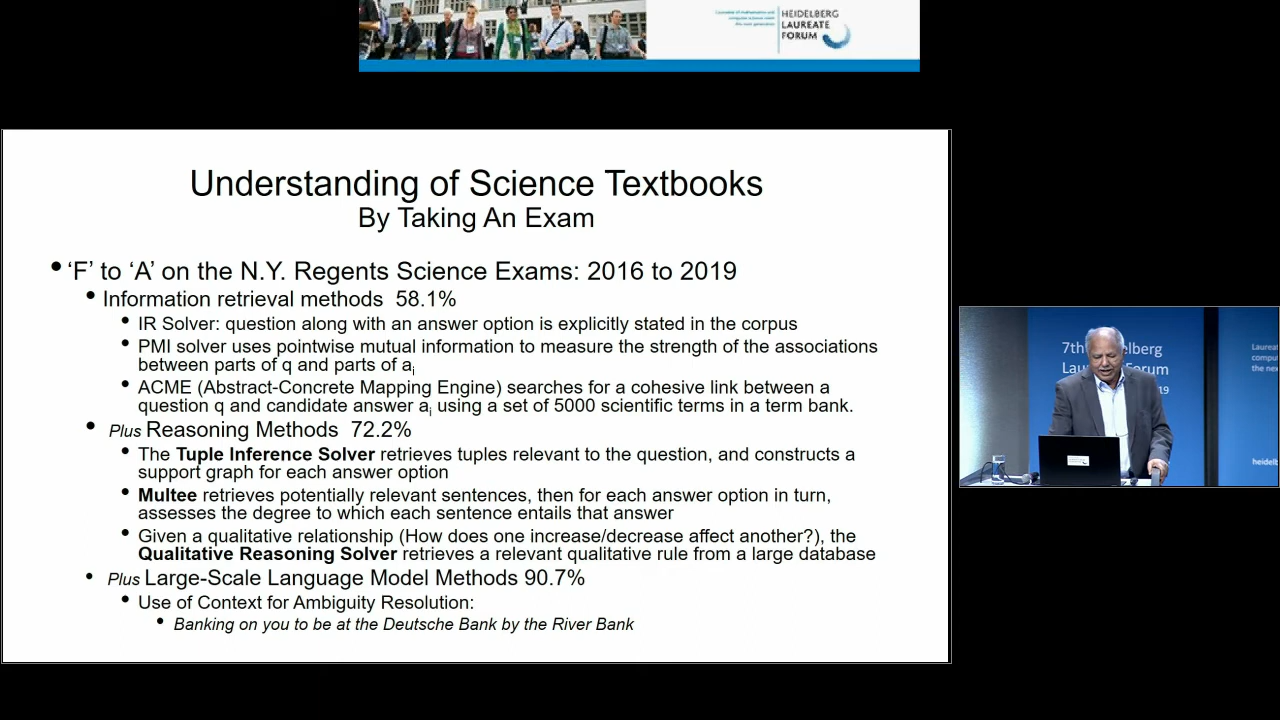 HEIDELBERG
LAUREATE
FORUM
Understanding of Science Textbooks
By Taking An Exam
• ‘F’ to ‘A’ on the N.Y. Regents Science Exams: 2016 to 2019
• Information retrieval methods 58.1%
• IR Solver: question along with an answer option is explicitly stated in the corpus
• PMI solver uses pointwise mutual information to measure the strength of the associations
between parts of q and parts of ai
• ACME (Abstract-Concrete Mapping Engine) searches for a cohesive link between a
question q and candidate answer ai using a set of 5000 scientific terms in a term bank.
• Plus Reasoning Methods 72.2%
• The Tuple Inference Solver retrieves tuples relevant to the question, and constructs a
support graph for each answer option
• Multee retrieves potentially relevant sentences, then for each answer option in turn,
assesses the degree to which each sentence entails that answer
• Given a qualitative relationship (How does one increase/decrease affect another?), the
Qualitative Reasoning Solver retrieves a relevant qualitative rule from a large database
• Plus Large-Scale Language Model Methods 90.7%
• Use of Context for Ambiguity Resolution:
• Banking on you to be at the Deutsche Bank by the River Bank
7th
Forum
19
Laurea
compu
the nex
heidelb